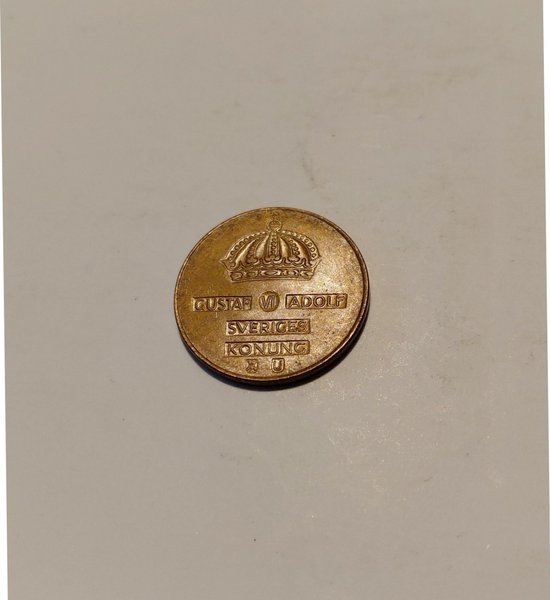 GUSTAF VI ADOLF
SVERIGES
KONUNG
U